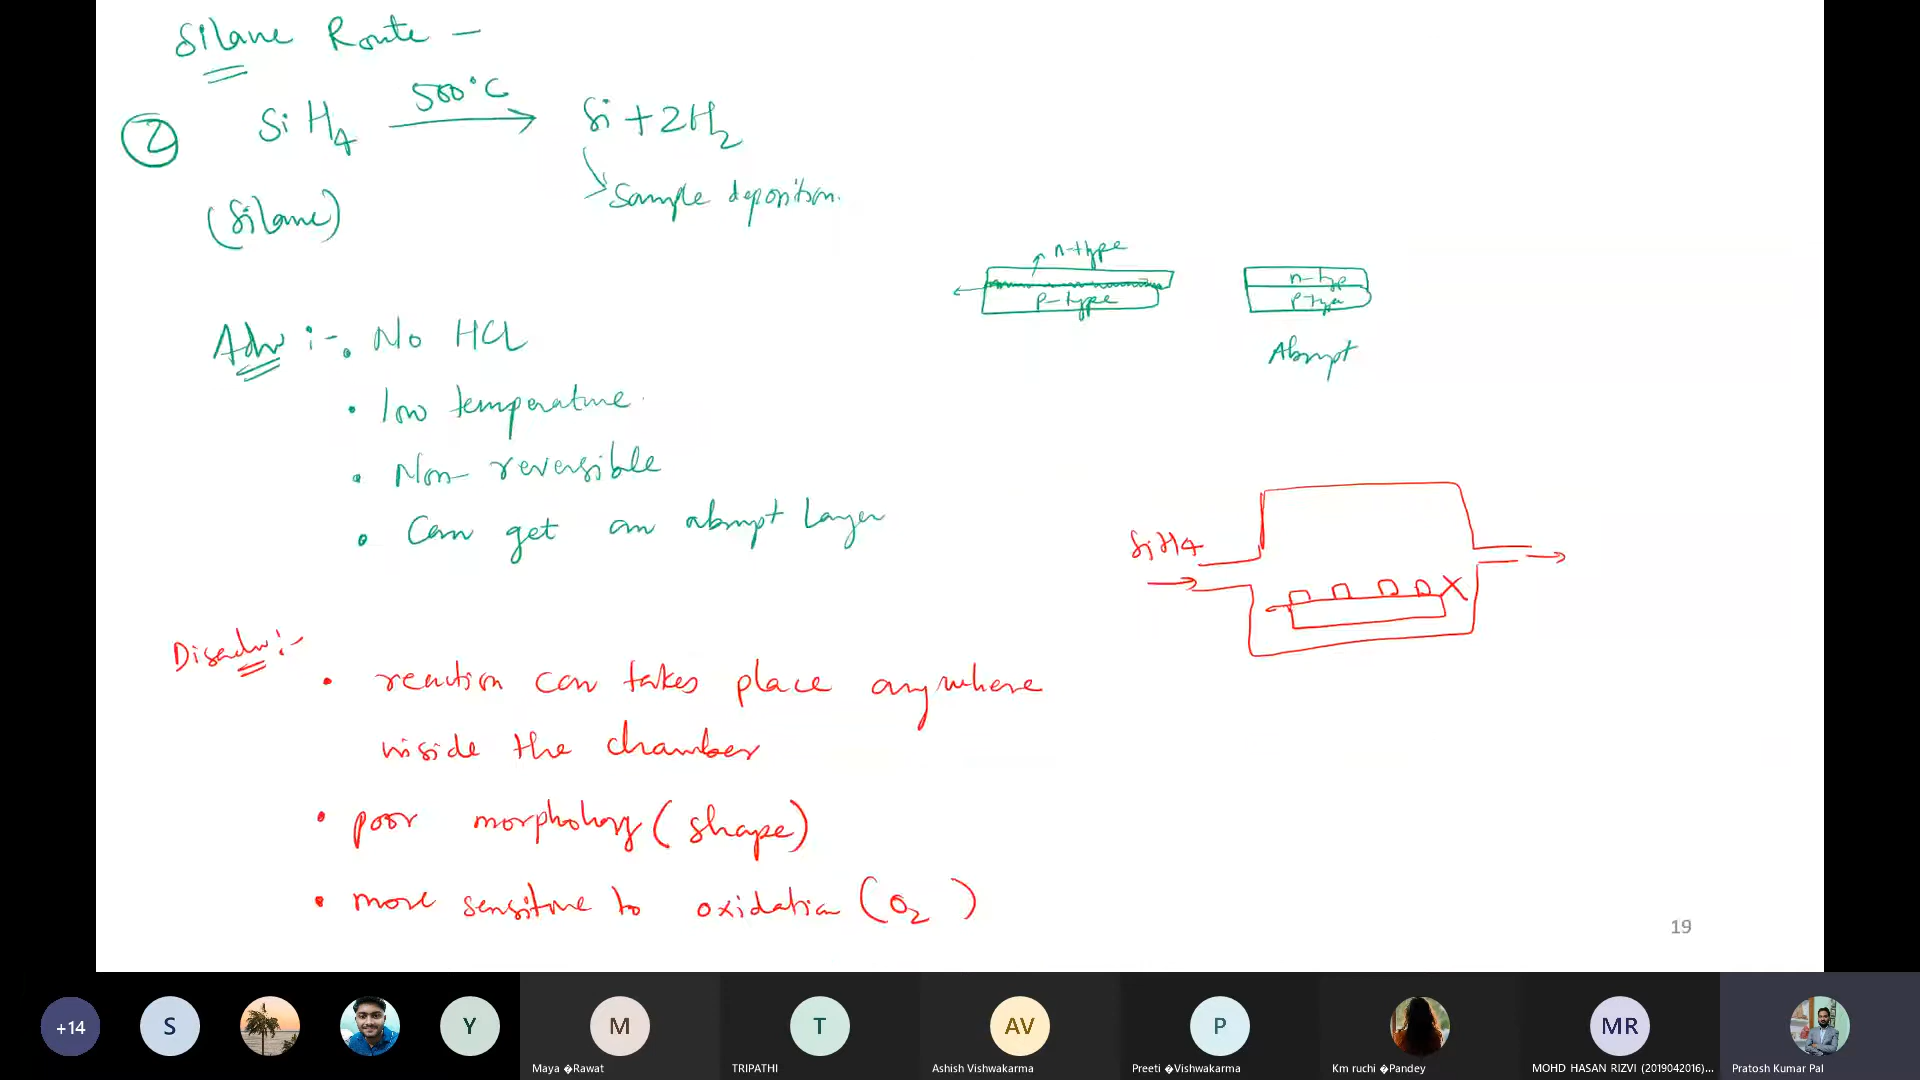 Silane Route -
② SiH4 500°C → Si + 2H2
(Silane)
Sample deposition.
n-type
p-type
n-typ
p-type
Abrupt
Adv :- • No HCl
• low temperature
• Non-reversible
• Can get an abrupt layer
SiH4
Disadv :-
• reaction can takes place anywhere
inside the chamber
• poor morphology (shape)
• more sensitive to oxidation (O2 )
19
+14
S
Y
M
T
AV
P
MR
Maya �Rawat
TRIPATHI
Ashish Vishwakarma
Preeti �Vishwakarma
Km ruchi �Pandey
MOHD HASAN RIZVI (2019042016)...
Pratosh Kumar Pal